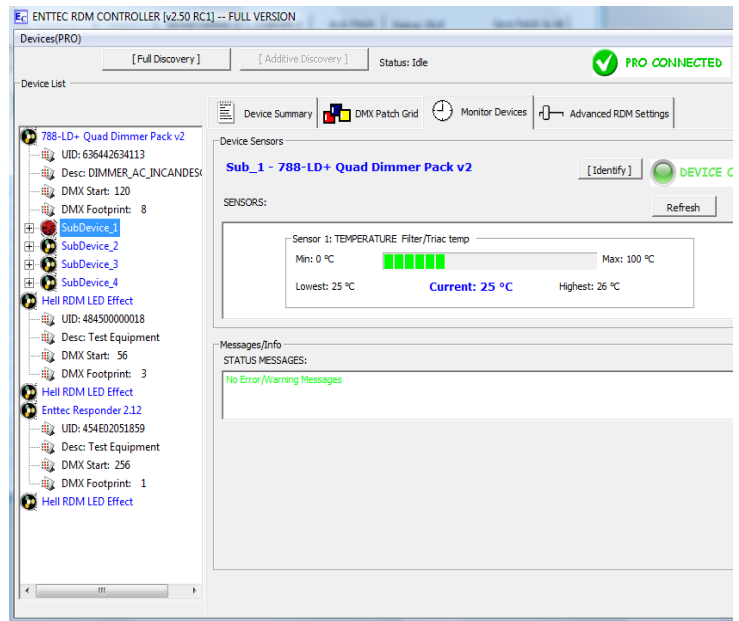 ENTTEC RDM CONTROLLER [v2.50 RC1] -- FULL VERSION
Devices(PRO)
[ Full Discovery ]
[ Additive Discovery ]
Status: Idle
PRO CONNECTED
Device List
Device Summary
DMX Patch Grid
Monitor Devices
Advanced RDM Settings
788-LD+ Quad Dimmer Pack v2
UID: 636442634113
Desc: DIMMER_AC_INCANDES
DMX Start: 120
DMX Footprint: 8
SubDevice_1
SubDevice_2
SubDevice_3
SubDevice_4
Hell RDM LED Effect
UID: 484500000018
Desc: Test Equipment
DMX Start: 56
DMX Footprint: 3
Hell RDM LED Effect
Enttec Responder 2.12
UID: 454E02051859
Desc: Test Equipment
DMX Start: 256
DMX Footprint: 1
Hell RDM LED Effect
Device Sensors
Sub_1 - 788-LD+ Quad Dimmer Pack v2
[ Identify ]
DEVICE
SENSORS:
Refresh
Sensor 1: TEMPERATURE Filter/Triac temp
Min: 0 °C
Max: 100 °C
Lowest: 25 °C
Current: 25 °C
Highest: 26 °C
Messages/Info
STATUS MESSAGES:
No Error/Warning Messages